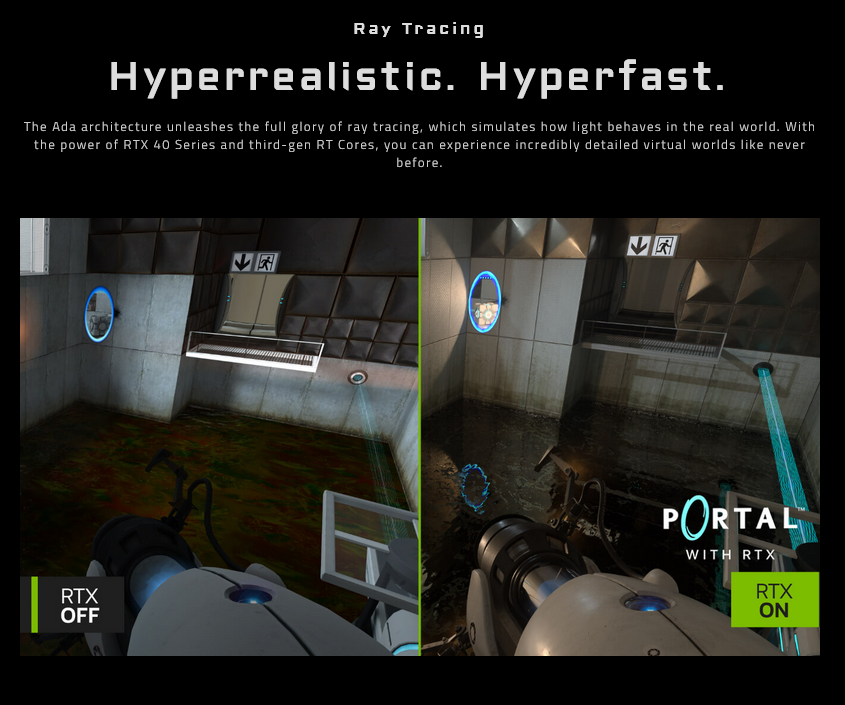 Ray Tracing
Hyperrealistic. Hyperfast.
The Ada architecture unleashes the full glory of ray tracing, which simulates how light behaves in the real world. With
the power of RTX 40 Series and third-gen RT Cores, you can experience incredibly detailed virtual worlds like never
before.
PORTAL™
WITH RTX
RTX
OFF
RTX
ON